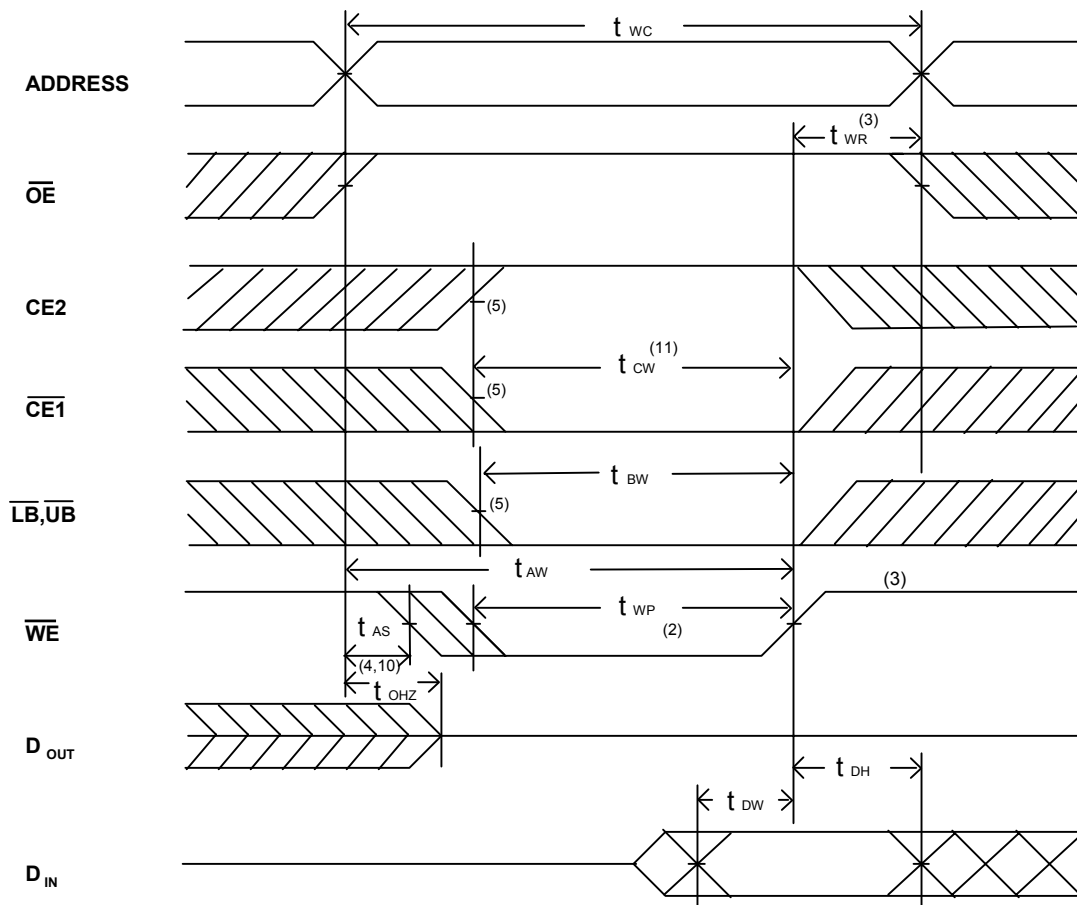 t WC
ADDRESS
t WR (3)
OE
CE2
(5)
t CW (11)
CE1
(5)
t BW
LB,UB
(5)
t AW
(3)
t WP
(2)
WE
t AS
(4,10)
t OHZ
D OUT
t DH
t DW
D IN